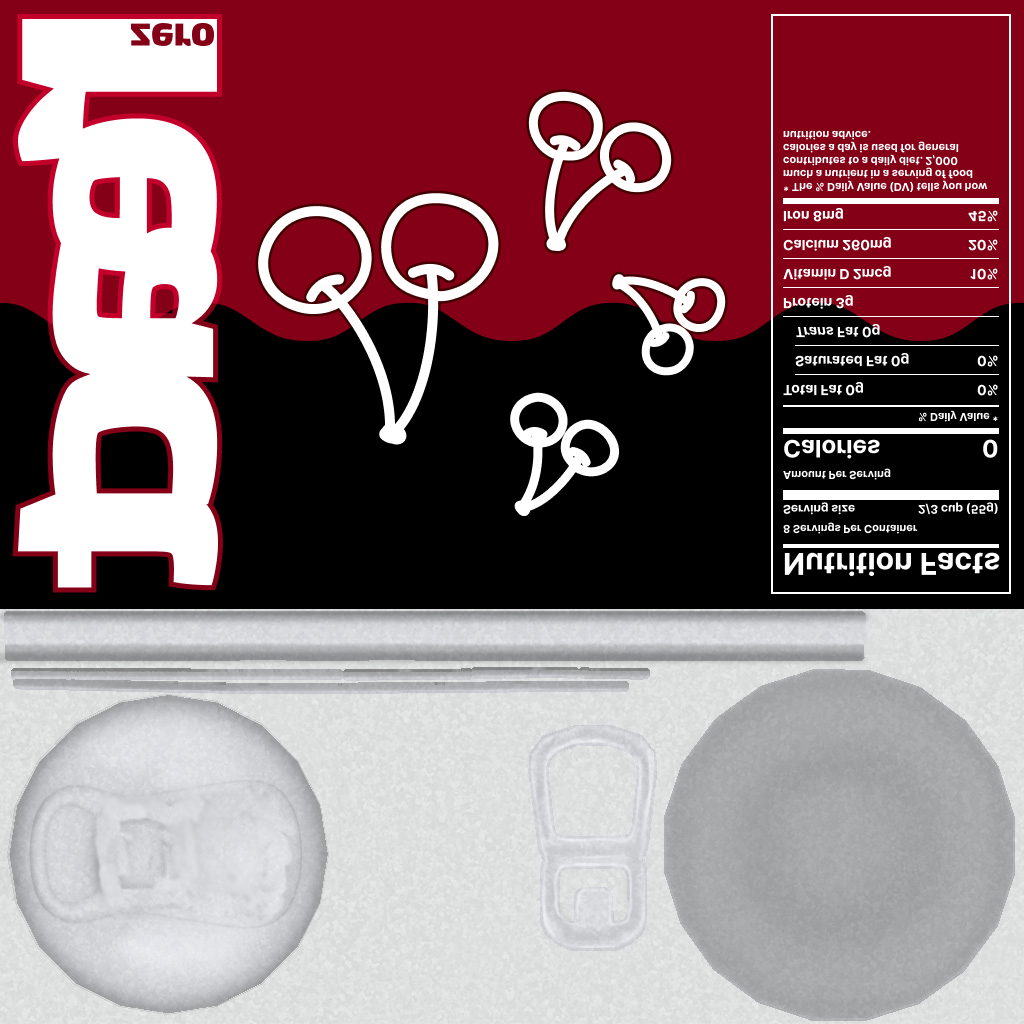 zero
Nutrition Facts
8 Servings Per Container
Serving size 2/3 cup (55g)
Amount Per Serving
Calories 0
% Daily Value *
Total Fat 0g 0%
Saturated Fat 0g 0%
Trans Fat 0g
Protein 3g
Vitamin D 2mcg 10%
Calcium 260mg 20%
Iron 8mg 45%
* The % Daily Value (DV) tells you how
much a nutrient in a serving of food
contributes to a daily diet. 2,000
calories a day is used for general
nutrition advice.